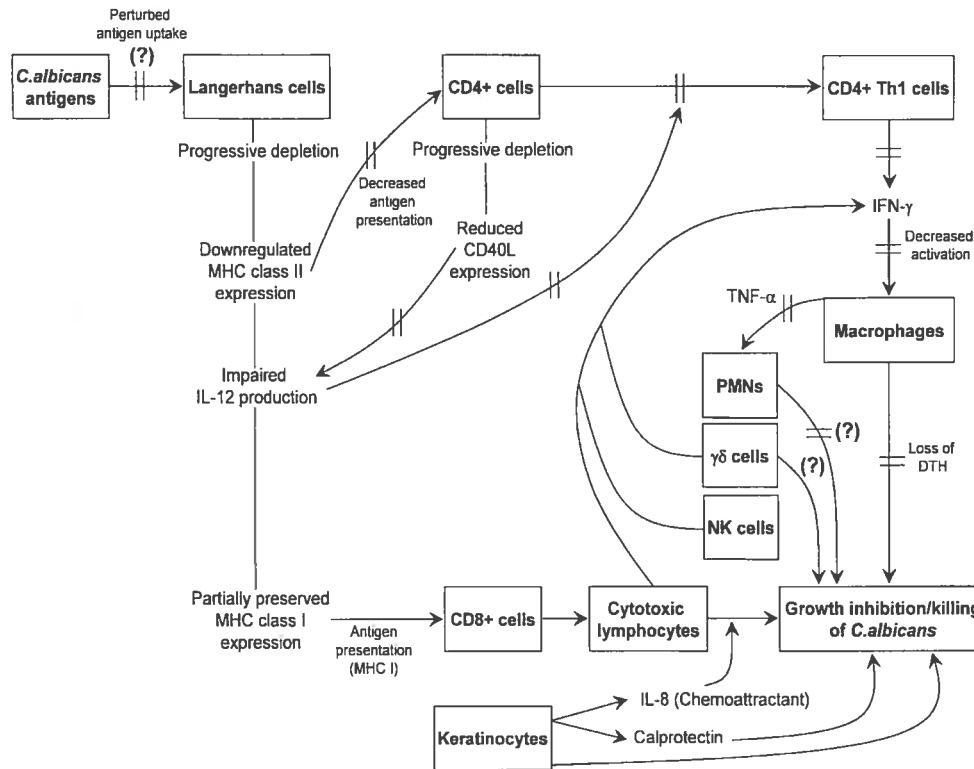 Perturbed
antigen uptake
(?)
C.albicans
antigens
Langerhans cells
CD4+ cells
CD4+ Th1 cells
Progressive depletion
Progressive depletion
Decreased
antigen
presentation
IFN-γ
Reduced
CD40L
expression
Decreased
activation
Downregulated
MHC class II
expression
TNF-α
Macrophages
Impaired
IL-12 production
PMNs
(?)
γδ cells
(?)
Loss of
DTH
NK cells
Partially preserved
MHC class I
expression
Antigen
presentation
(MHC I)
CD8+ cells
Cytotoxic
lymphocytes
Growth inhibition/killing
of C.albicans
IL-8 (Chemoattractant)
Keratinocytes
Calprotectin